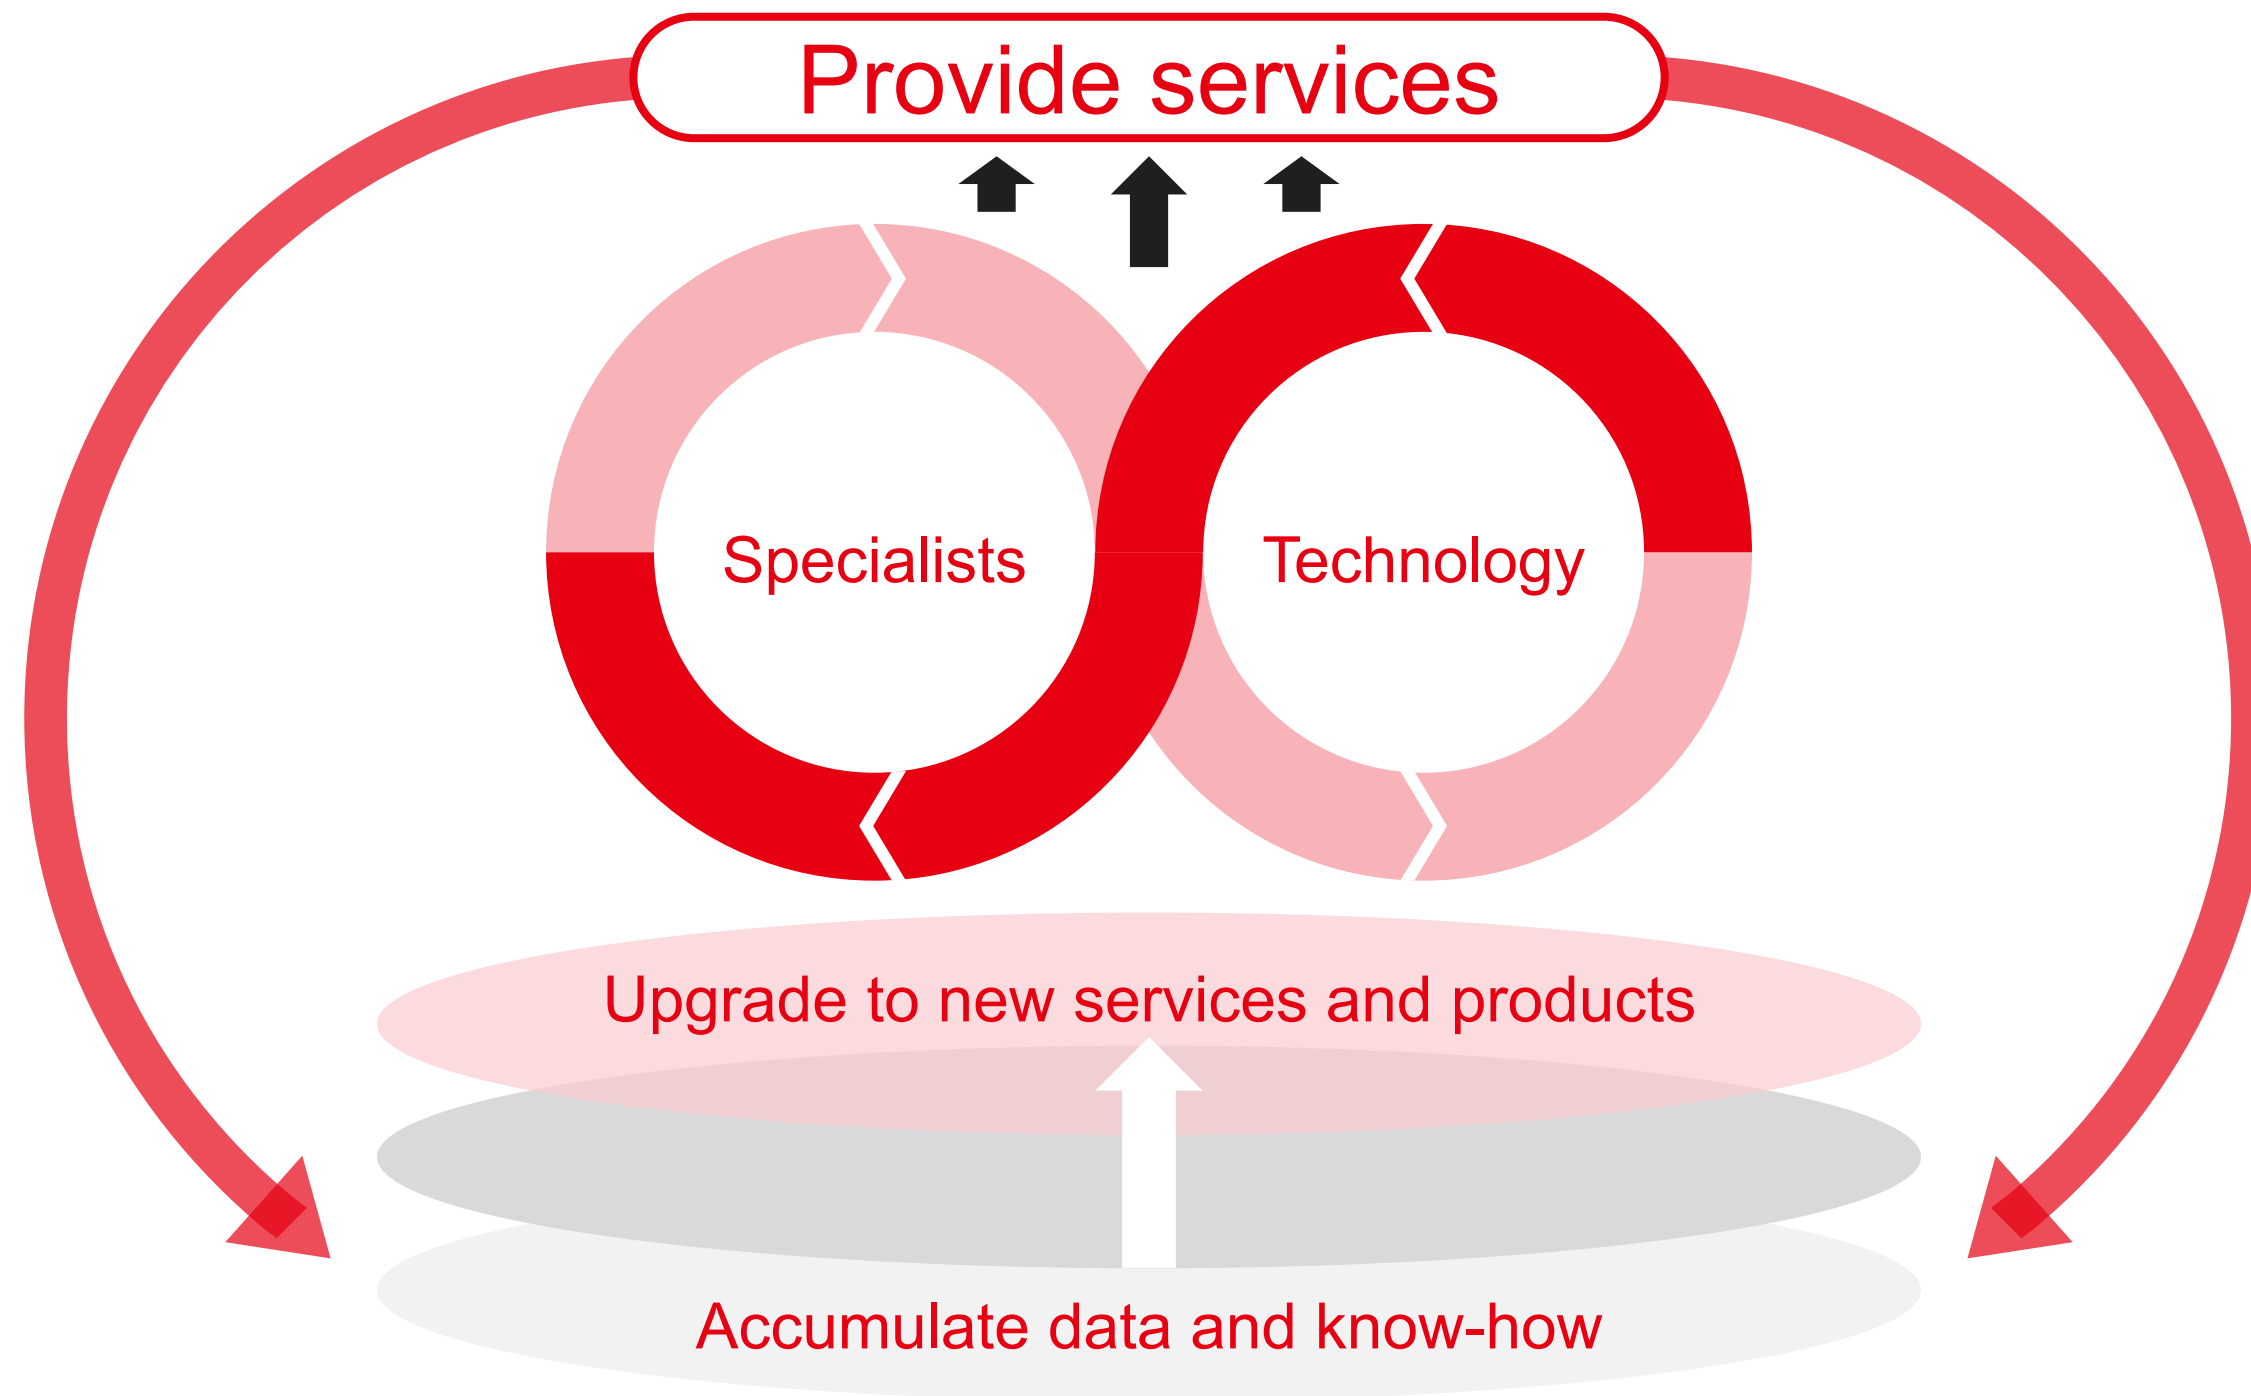 Provide services
Specialists
Technology
Upgrade to new services and products
Accumulate data and know-how